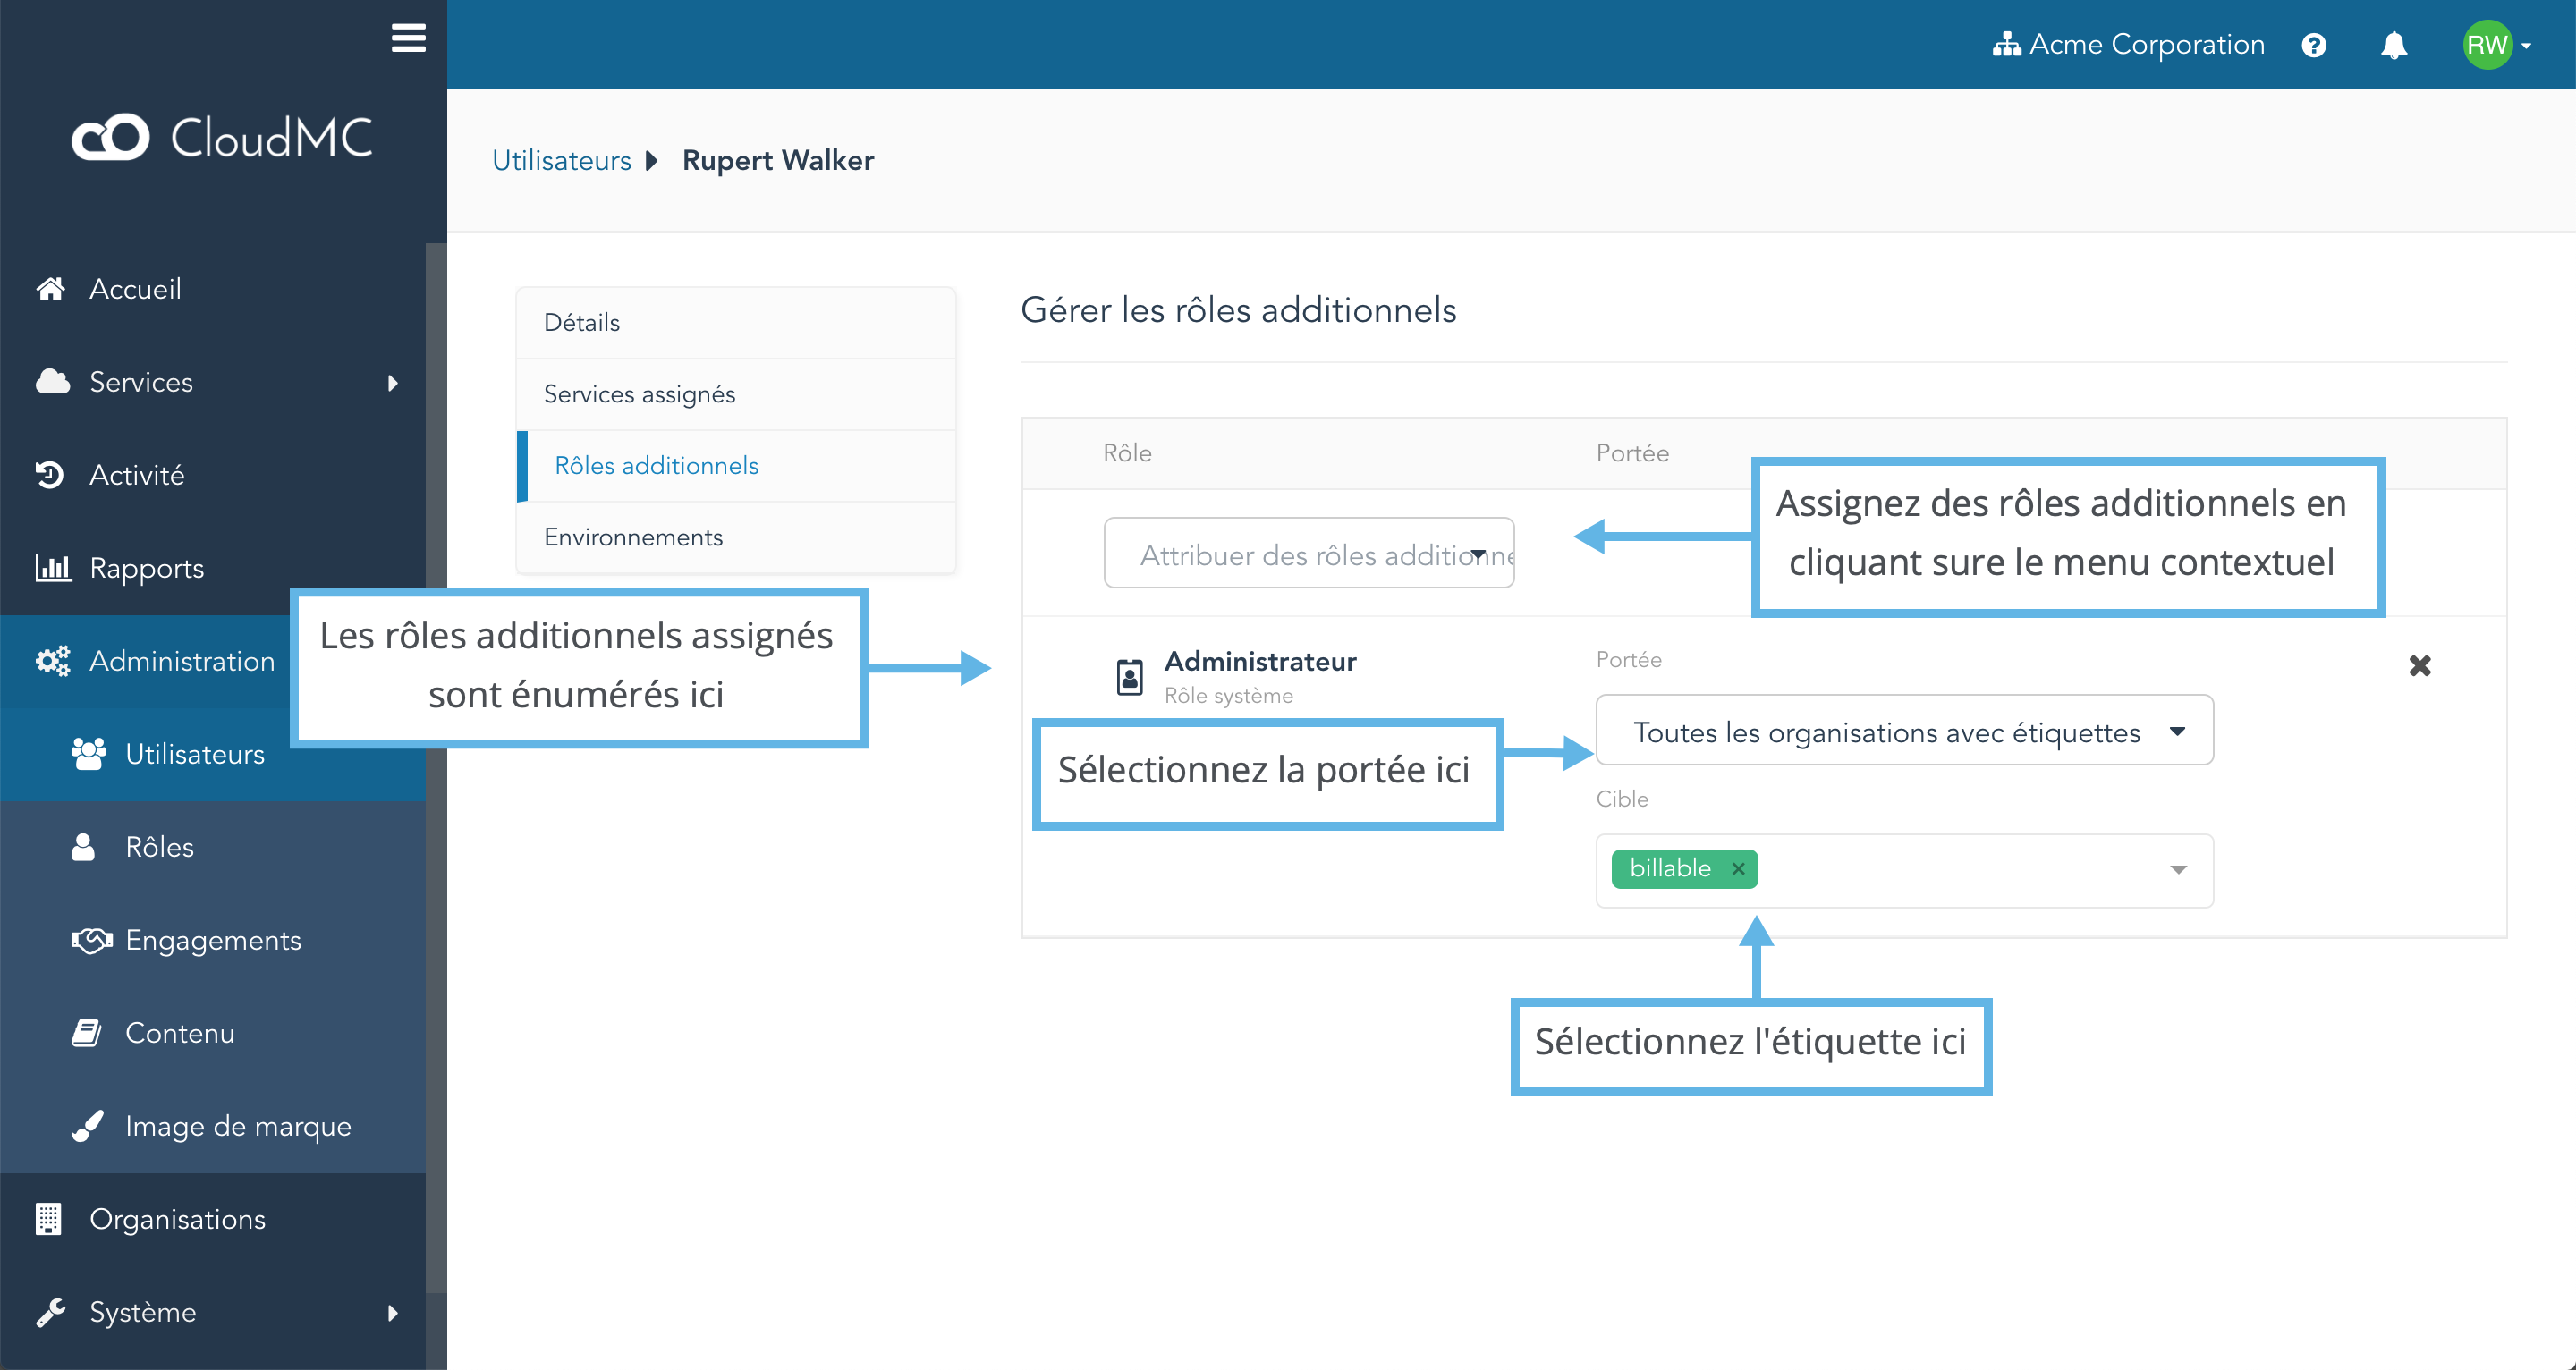 Acme Corporation
RW
CloudMC
Utilisateurs
Rupert Walker
Accueil
Services
Activité
Rapports
Administration
Utilisateurs
Rôles
Engagements
Contenu
Image de marque
Organisations
Système
Détails
Services assignés
Rôles additionnels
Environnements
Gérer les rôles additionnels
Rôle
Portée
Attribuer des rôles additionne
Assignez des rôles additionnels en
cliquant sure le menu contextuel
Les rôles additionnels assignés
sont énumérés ici
Administrateur
Rôle système
Portée
Toutes les organisations avec étiquettes
Sélectionnez la portée ici
Cible
billable
Sélectionnez l'étiquette ici